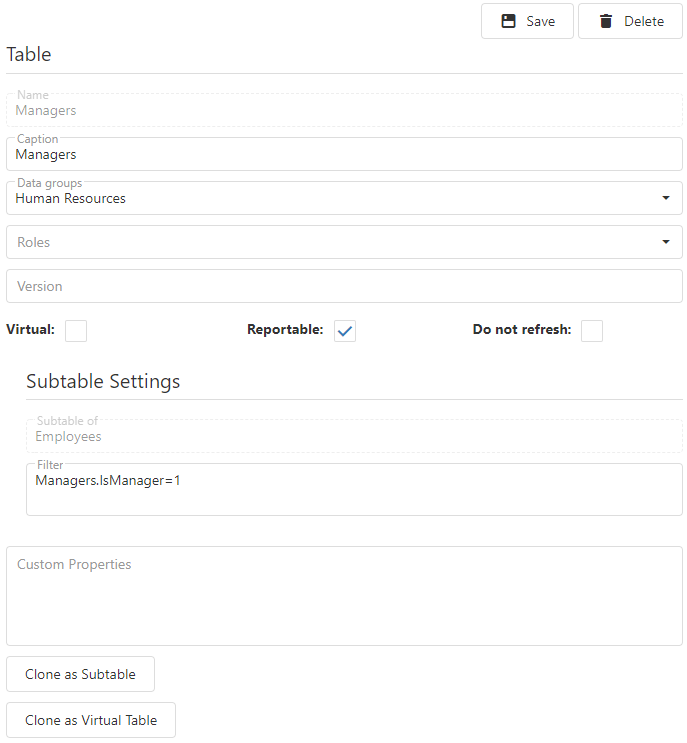 Save Delete
Table
Name
Managers
Caption
Managers
Data groups
Human Resources
Roles
Version
Virtual: Reportable: Do not refresh:
Subtable Settings
Subtable of
Employees
Filter
Managers.IsManager=1
Custom Properties
Clone as Subtable
Clone as Virtual Table